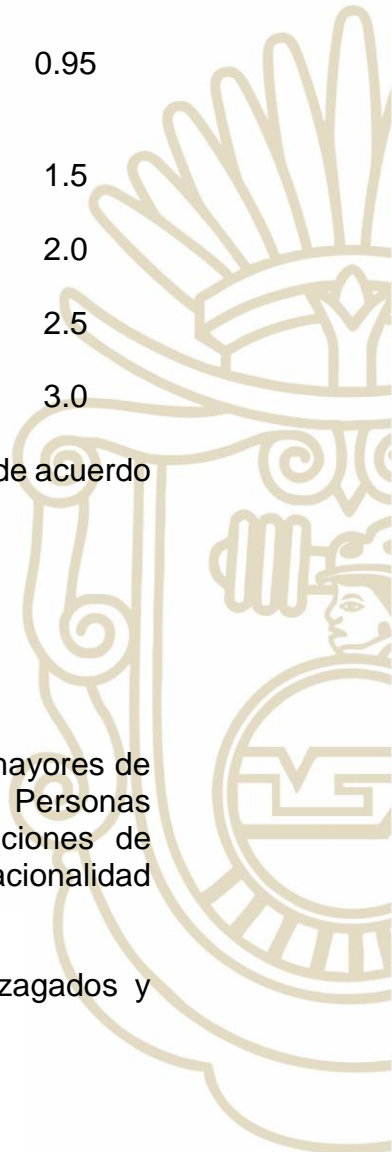 0.95
1.5
2.0
2.5
3.0
de acuerdo
mayores de
Personas
ciones de
acionalidad
zagados y